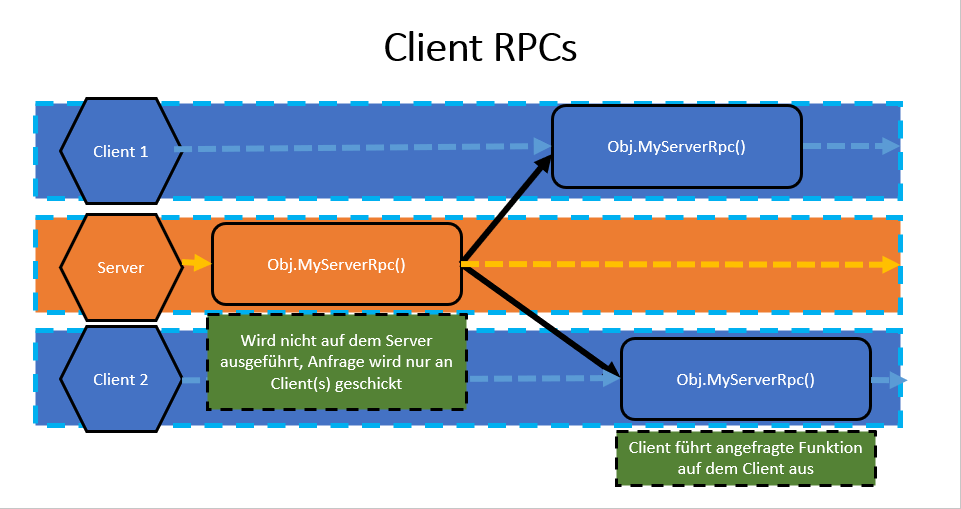 Client RPCs
Client 1
Obj.MyServerRpc()
Server
Obj.MyServerRpc()
Wird nicht auf dem Server
ausgeführt, Anfrage wird nur an
Client(s) geschickt
Client 2
Obj.MyServerRpc()
Client führt angefragte Funktion
auf dem Client aus